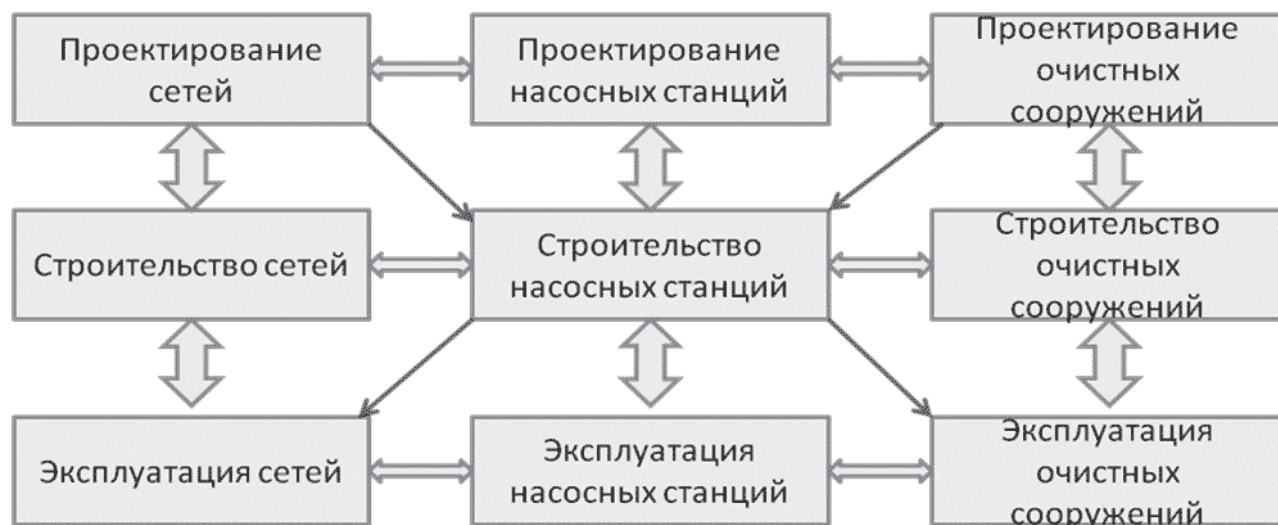 Проектирование
сетей
Проектирование
насосных станций
Проектирование
очистных
сооружений
Строительство сетей
Строительство
насосных станций
Строительство
очистных
сооружений
Эксплуатация сетей
Эксплуатация
насосных станций
Эксплуатация
очистных
сооружений